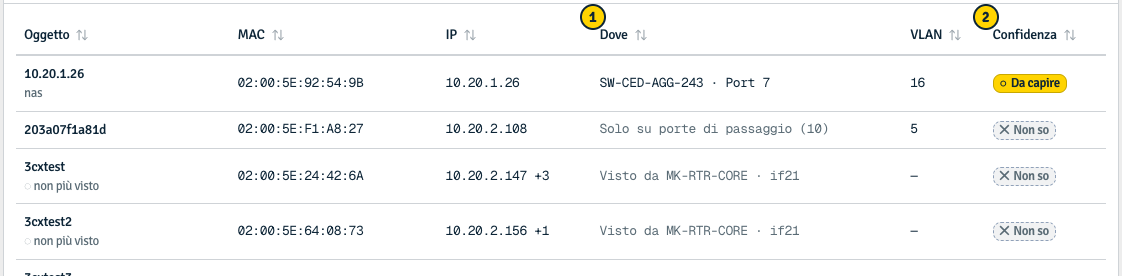 1 2
Oggetto MAC IP Dove VLAN Confidenza
10.20.1.26
nas
02:00:5E:92:54:9B 10.20.1.26 SW-CED-AGG-243 · Port 7 16 Da capire
203a07f1a81d 02:00:5E:F1:A8:27 10.20.2.108 Solo su porte di passaggio (10) 5 Non so
3cxtest
non più visto
02:00:5E:24:42:6A 10.20.2.147 +3 Visto da MK-RTR-CORE · if21 — Non so
3cxtest2
non più visto
02:00:5E:64:08:73 10.20.2.156 +1 Visto da MK-RTR-CORE · if21 — Non so